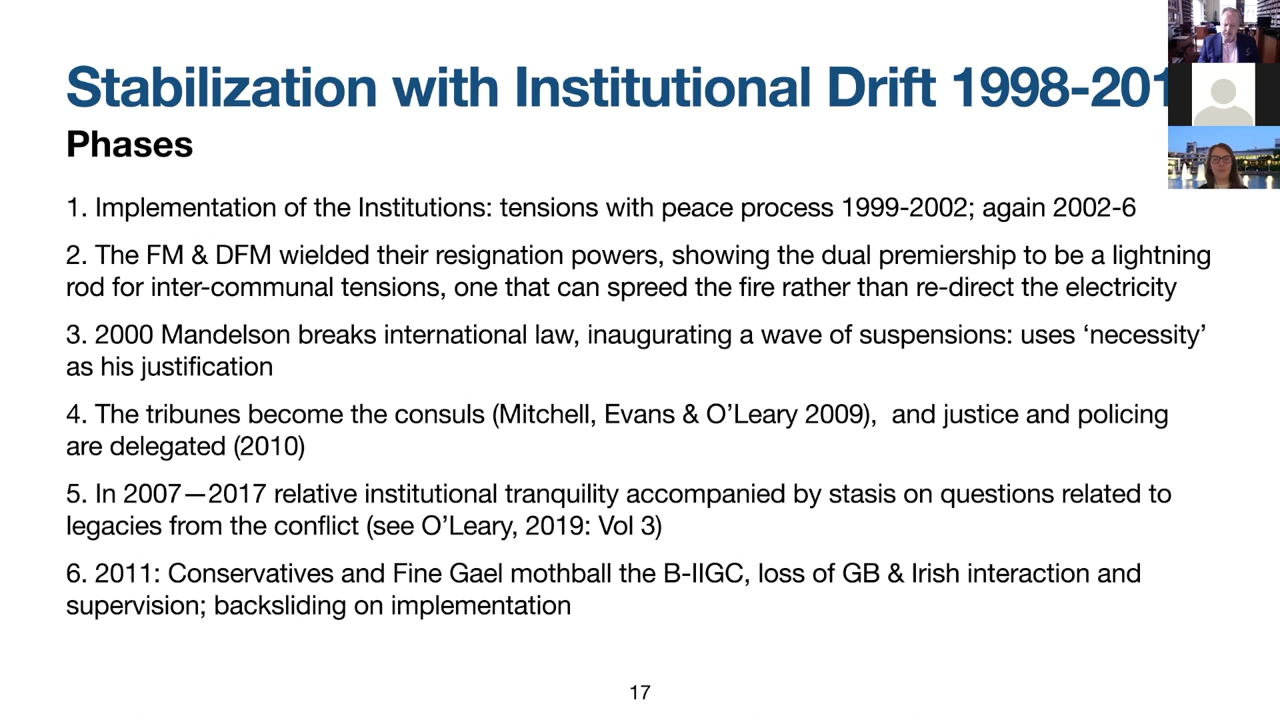 Stabilization with Institutional Drift 1998-201
Phases
1. Implementation of the Institutions: tensions with peace process 1999-2002; again 2002-6
2. The FM & DFM wielded their resignation powers, showing the dual premiership to be a lightning
rod for inter-communal tensions, one that can spreed the fire rather than re-direct the electricity
3. 2000 Mandelson breaks international law, inaugurating a wave of suspensions: uses ‘necessity’
as his justification
4. The tribunes become the consuls (Mitchell, Evans & O’Leary 2009),  and justice and policing
are delegated (2010)
5. In 2007—2017 relative institutional tranquility accompanied by stasis on questions related to
legacies from the conflict (see O’Leary, 2019: Vol 3)
6. 2011: Conservatives and Fine Gael mothball the B-IIGC, loss of GB & Irish interaction and
supervision; backsliding on implementation
17